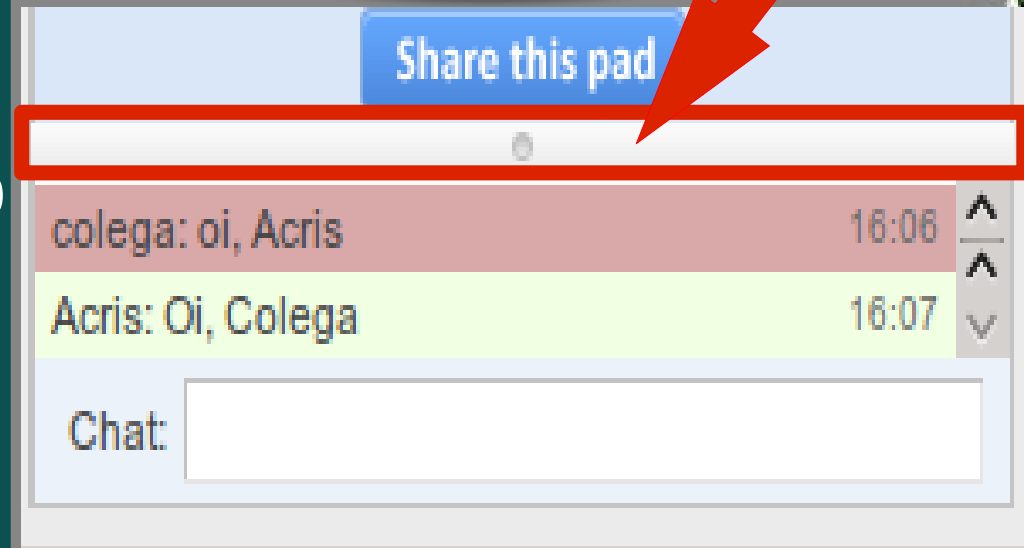 Share this pad
colega: oi, Acris 16:06
Acris: Oi, Colega 16:07
Chat: